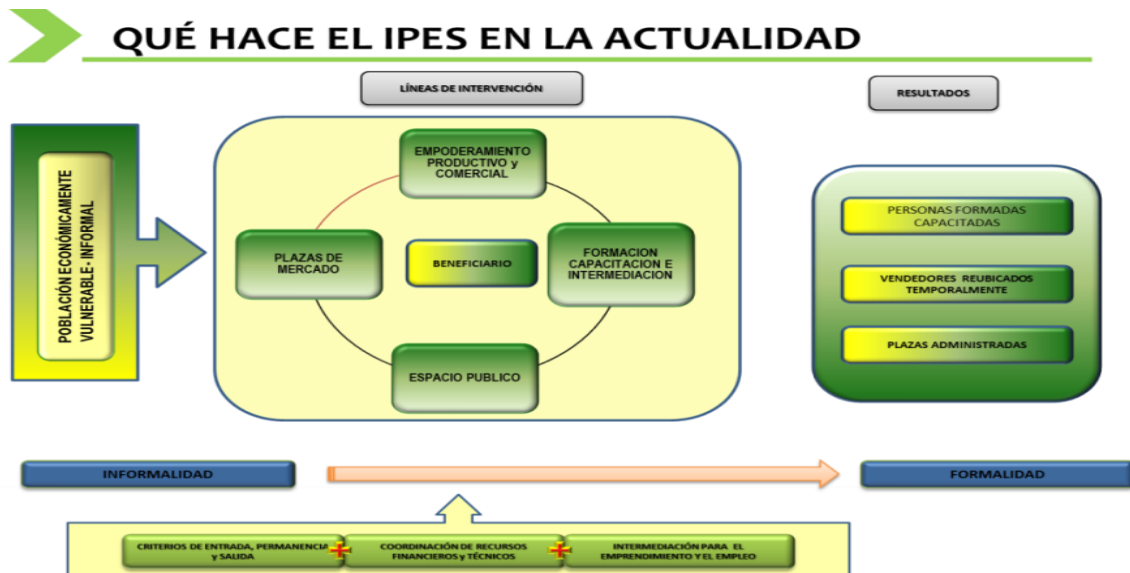 QUÉ HACE EL IPES EN LA ACTUALIDAD
LÍNEAS DE INTERVENCIÓN
RESULTADOS
POBLACIÓN ECONÓMICAMENTE
VULNERABLE- INFORMAL
EMPODERAMIENTO
PRODUCTIVO y
COMERCIAL
PLAZAS DE
MERCADO
BENEFICIARIO
FORMACION
CAPACITACION E
INTERMEDIACION
ESPACIO PUBLICO
PERSONAS FORMADAS
CAPACITADAS
VENDEDORES REUBICADOS
TEMPORALMENTE
PLAZAS ADMINISTRADAS
INFORMALIDAD
FORMALIDAD
CRITERIOS DE ENTRADA, PERMANENCIA
y SALIDA
COORDINACIÓN DE RECURSOS
FINANCIEROS y TÉCNICOS
INTERMEDIACIÓN PARA EL
EMPRENDIMIENTO Y EL EMPLEO